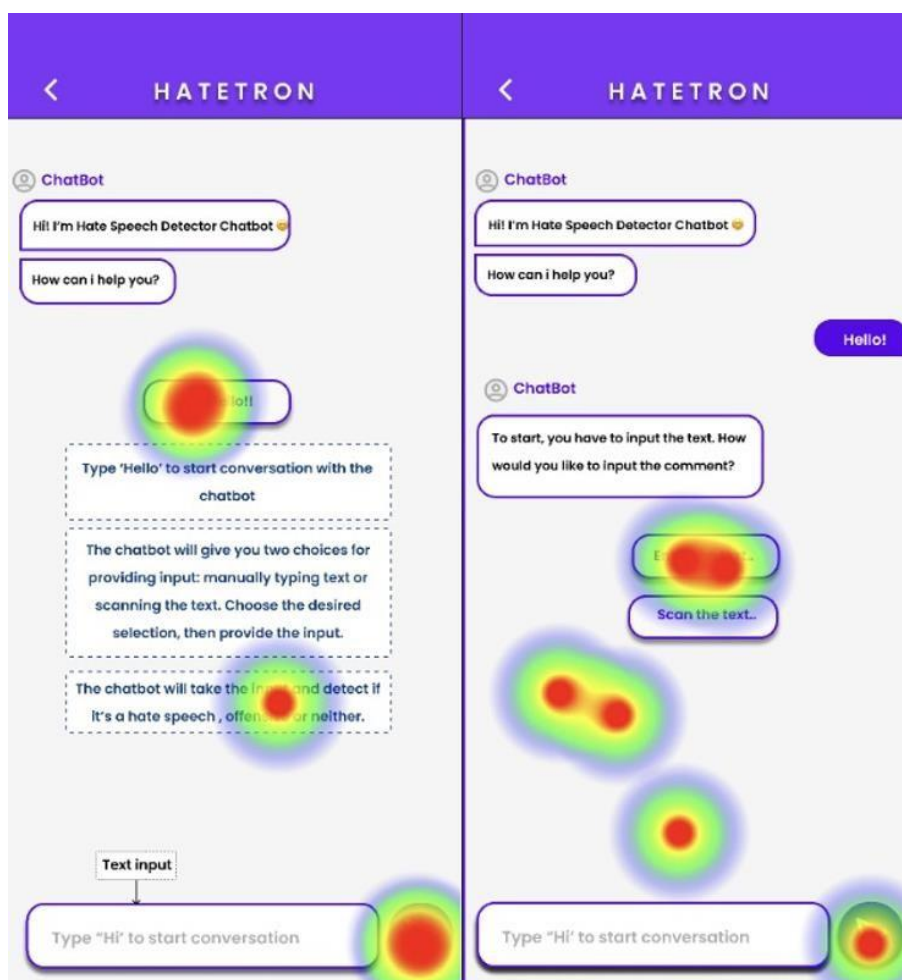 HATETRON
ChatBot
Hi! I'm Hate Speech Detector Chatbot
How can i help you?
Type 'Hello' to start conversation with the
chatbot
The chatbot will give you two choices for
providing input: manually typing text or
scanning the text. Choose the desired
selection, then provide the input.
The chatbot will take the input and detect if
it's a hate speech , or neither.
Text input
Type "Hi' to start conversation
HATETRON
ChatBot
Hi! I'm Hate Speech Detector Chatbot
How can i help you?
Hello!
ChatBot
To start, you have to input the text. How
would you like to input the comment?
Scan the text..
Type "Hi' to start conversation